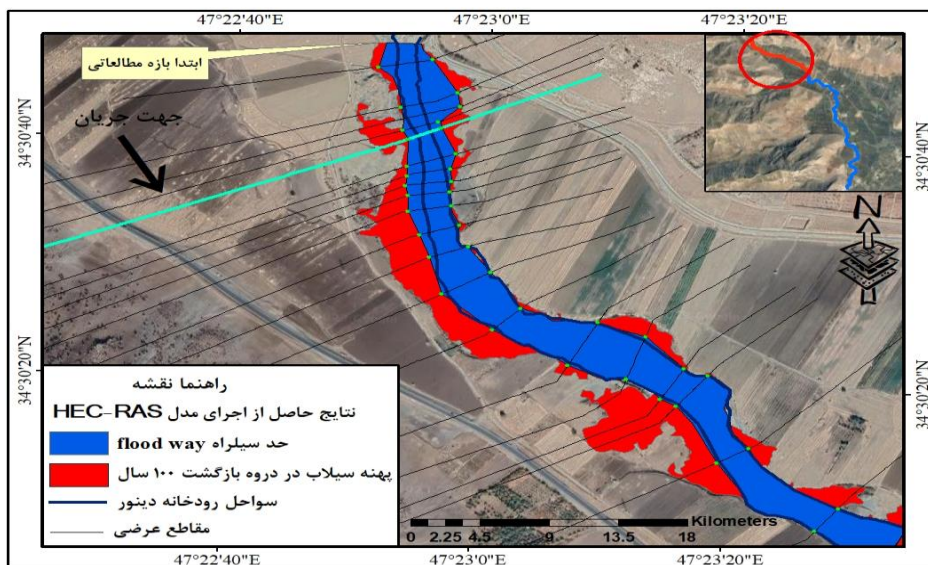 47°22'40"E
47°23'0"E
47°23'20"E
ابتدا بازه مطالعاتی
جهت جریان
34°30'40"N
34°30'40"N
N
34°30'20"N
34°30'20"N
راهنما نقشه
نتایج حاصل از اجرای مدل HEC-RAS
حد سیلراه flood way
پهنه سیلاب در دروه بازگشت ۱۰۰ سال
سواحل رودخانه دینور
مقاطع عرضی
Kilometers
0 2.25 4.5 9 13.5 18
47°22'40"E
47°23'0"E
47°23'20"E